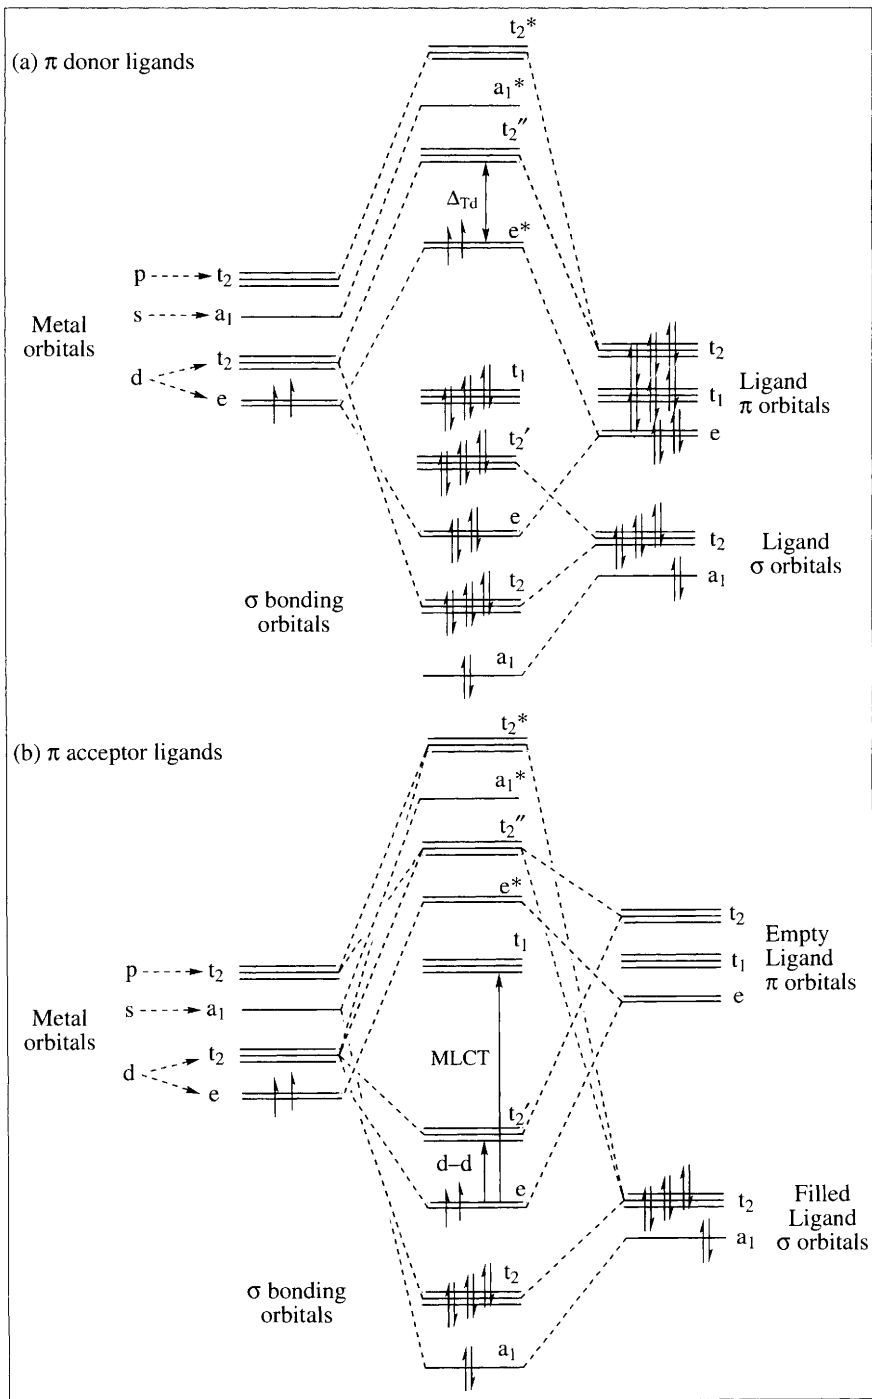 t₂*
(a) π donor ligands
a₁*
t₂″
Δ_Td
e*
p
t₂
s
a₁
Metal
orbitals
d
t₂
e
t₁
t₂′
e
t₂
a₁
t₂
t₁
e
Ligand
π orbitals
t₂
a₁
Ligand
σ orbitals
σ bonding
orbitals
t₂*
(b) π acceptor ligands
a₁*
t₂″
e*
t₁
p
t₂
s
a₁
Metal
orbitals
d
t₂
e
MLCT
t₂′
d–d
e
t₂
a₁
t₂
t₁
e
Empty
Ligand
π orbitals
t₂
a₁
Filled
Ligand
σ orbitals
σ bonding
orbitals